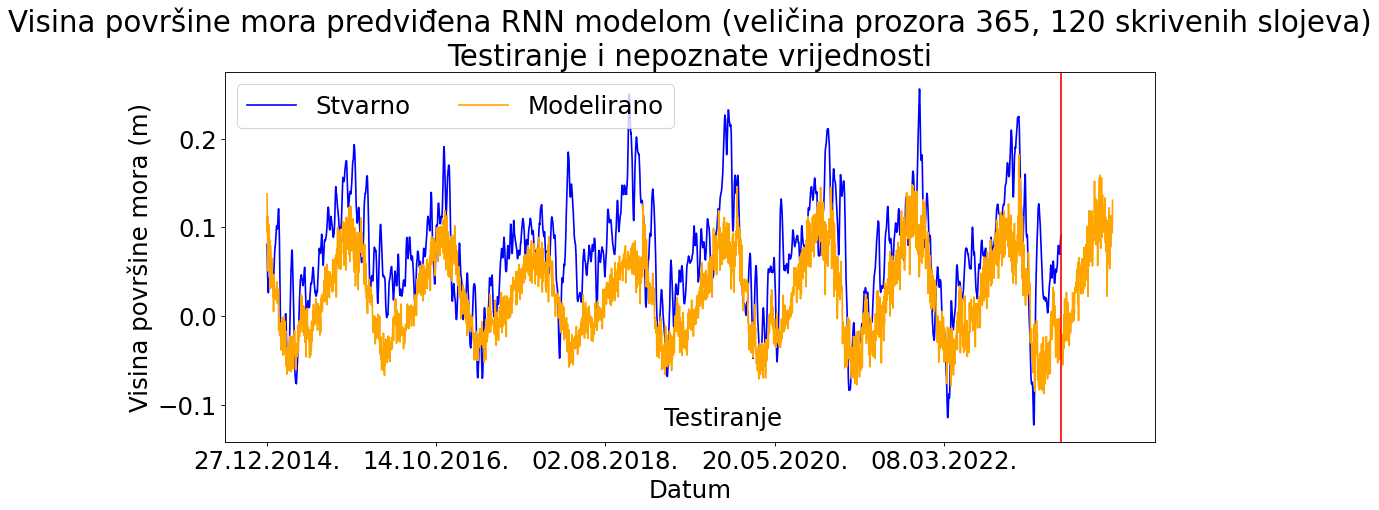 Visina površine mora predviđena RNN modelom (veličina prozora 365, 120 skrivenih slojeva)
Testiranje i nepoznate vrijednosti
Stvarno
Modelirano
Visina površine mora (m)
0.2
0.1
0.0
−0.1
Testiranje
27.12.2014.
14.10.2016.
02.08.2018.
20.05.2020.
08.03.2022.
Datum